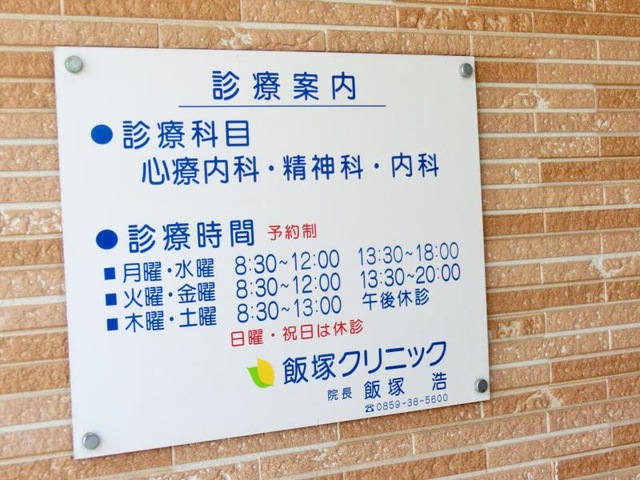 診療案内
●診療科目
心療内科・精神科・内科
●診療時間 予約制
■月曜・水曜 8:30~12:00 13:30~18:00
■火曜・金曜 8:30~12:00 13:30~20:00
■木曜・土曜 8:30~13:00 午後休診
日曜・祝日は休診
飯塚クリニック
院長 飯塚 浩
☎0859-38-5600